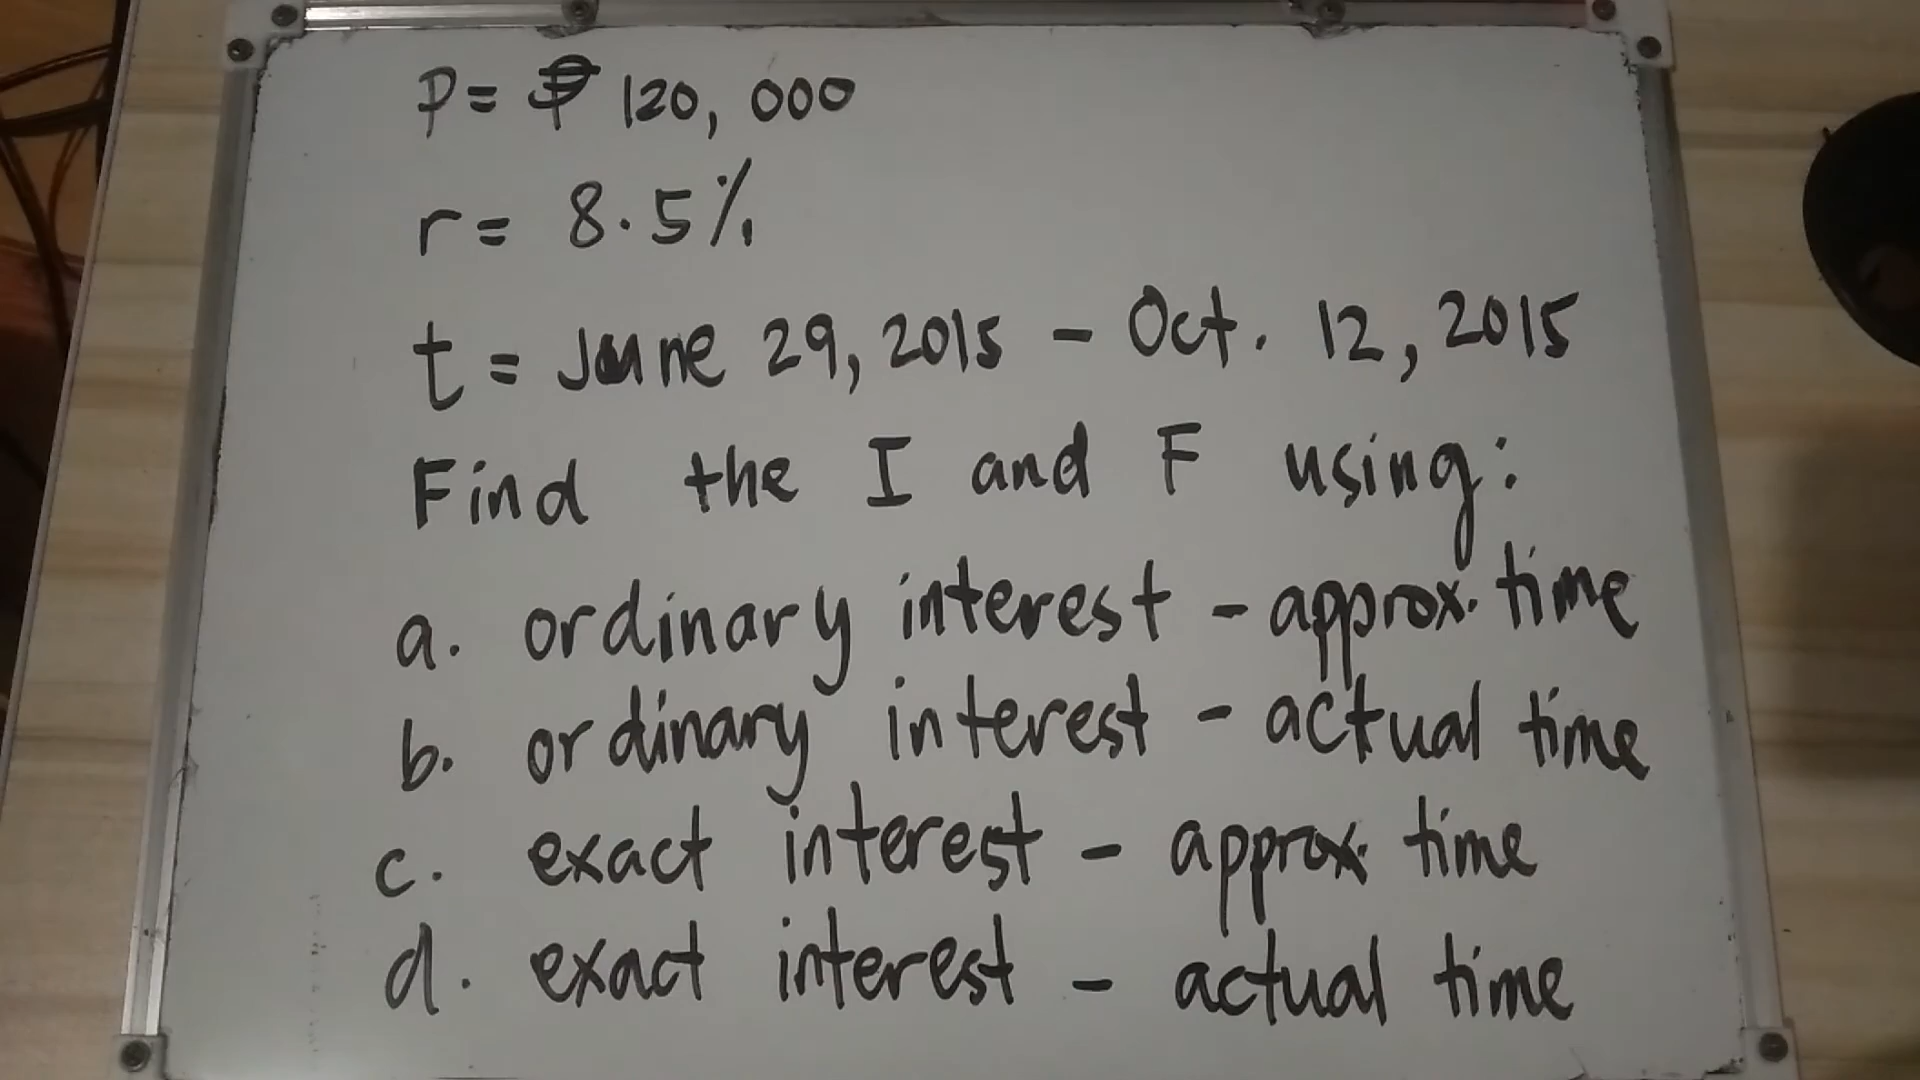 P = ₱ 120, 000
r = 8.5%
t = June 29, 2015 - Oct. 12, 2015
Find the I and F using:
a. ordinary interest - approx. time
b. ordinary interest - actual time
c. exact interest - approx. time
d. exact interest - actual time